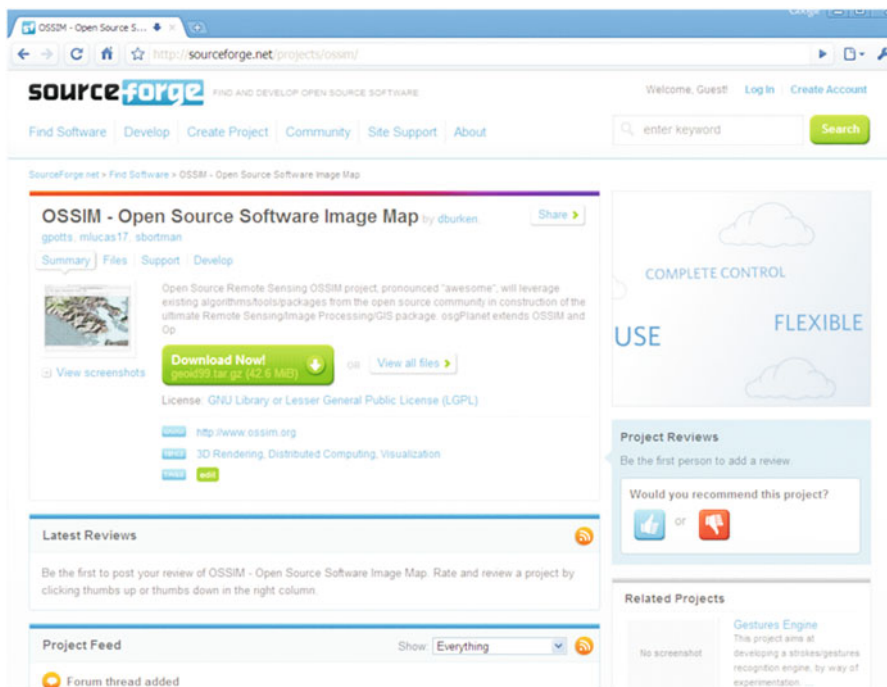 OSSIM - Open Source S...
http://sourceforge.net/projects/ossim/
sourceforge FIND AND DEVELOP OPEN SOURCE SOFTWARE
Welcome, Guest! Log In Create Account
Find Software Develop Create Project Community Site Support About
enter keyword Search
SourceForge.net > Find Software > OSSIM - Open Source Software Image Map
OSSIM - Open Source Software Image Map by dburken,
gpotts, mlucas17, sbortman
Share >
Summary Files Support Develop
Open Source Remote Sensing OSSIM project, pronounced "awesome", will leverage
existing algorithms/tools/packages from the open source community in construction of the
ultimate Remote Sensing/Image Processing/GIS package. osgPlanet extends OSSIM and
Op
View screenshots
Download Now!
geoid99.tar.gz (42.6 MiB)
OR View all files >
License: GNU Library or Lesser General Public License (LGPL)
http://www.ossim.org
3D Rendering, Distributed Computing, Visualization
edit
COMPLETE CONTROL
USE
FLEXIBLE
Project Reviews
Be the first person to add a review
Would you recommend this project?
or
Latest Reviews
Be the first to post your review of OSSIM - Open Source Software Image Map. Rate and review a project by
clicking thumbs up or thumbs down in the right column.
Related Projects
No screenshot
Gestures Engine
This project aims at
developing a strokes/gestures
recognition engine, by way of
experimentation. ...
Project Feed
Show: Everything
Forum thread added